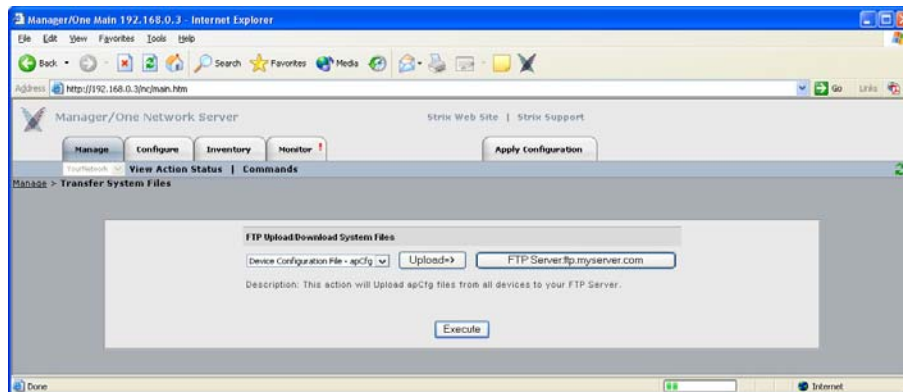 Manager/One Main 192.168.0.3 - Internet Explorer
File Edit View Favorites Tools Help
Back Search Favorites Media
Address http://192.168.0.3/nc/main.htm Go Links
Manager/One Network Server Strix Web Site | Strix Support
Manage Configure Inventory Monitor ! Apply Configuration
YourNetwork View Action Status | Commands
Manage > Transfer System Files
FTP Upload/Download System Files
Device Configuration File - apCfg Upload=> FTP Server:ftp.myserver.com
Description: This action will Upload apCfg files from all devices to your FTP Server.
Execute
Done Internet